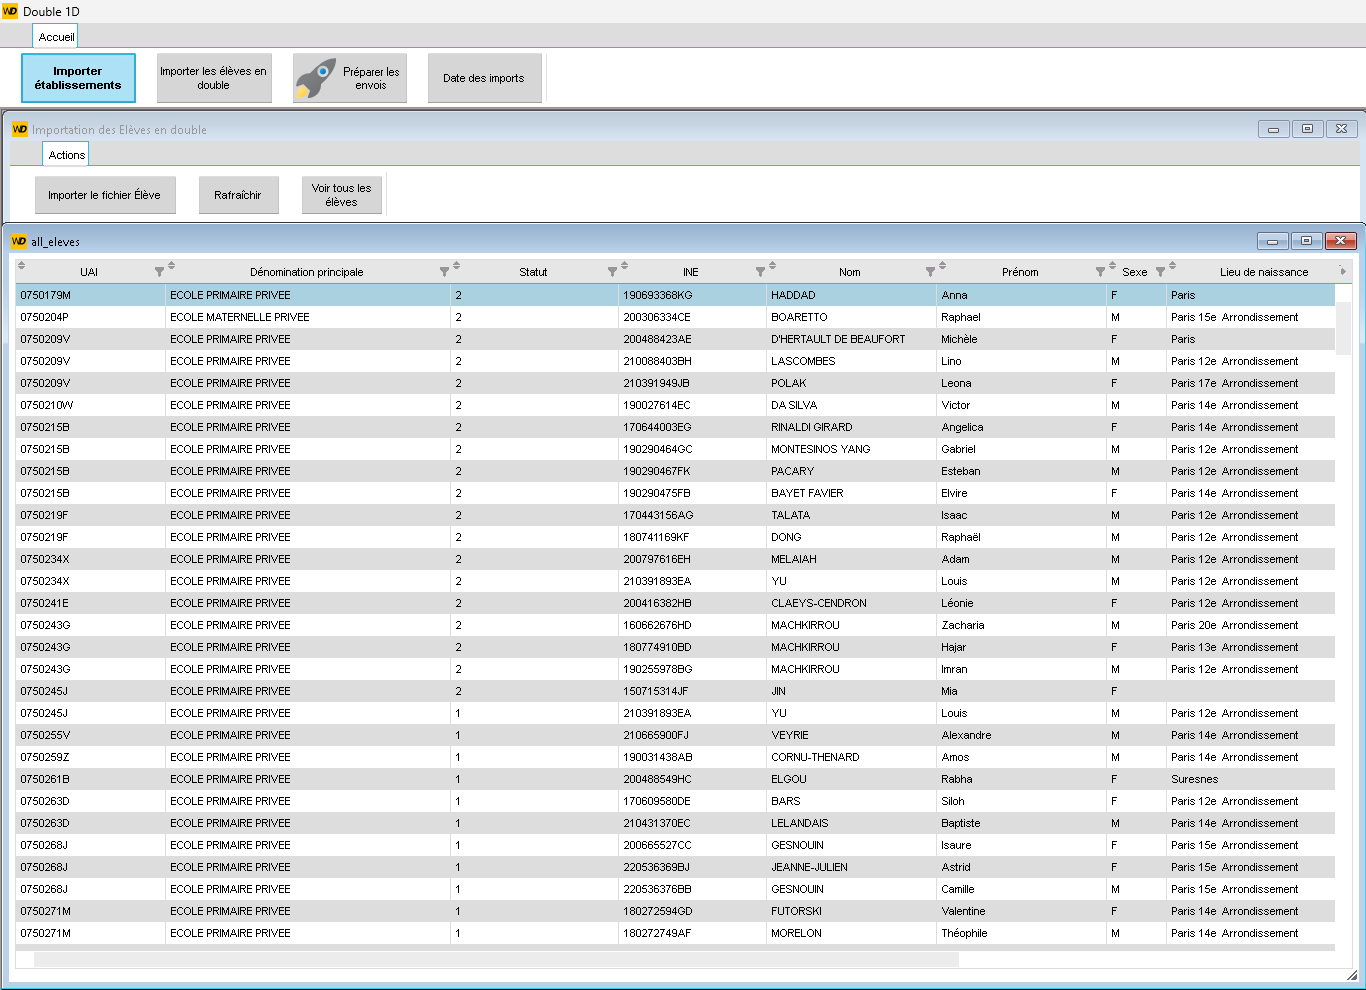 WD Double 1D
Accueil
Importer établissements
Importer les élèves en double
Préparer les envois
Date des imports
WD Importation des Elèves en double
Actions
Importer le fichier Élève
Rafraîchir
Voir tous les élèves
WD all_eleves
UAI Dénomination principale Statut INE Nom Prénom Sexe Lieu de naissance
0750179M ECOLE PRIMAIRE PRIVEE 2 190693368KG HADDAD Anna F Paris
0750204P ECOLE MATERNELLE PRIVEE 2 200306334CE BOARETTO Raphael M Paris 15e Arrondissement
0750209V ECOLE PRIMAIRE PRIVEE 2 200488423AE D'HERTAULT DE BEAUFORT Michèle F Paris
0750209V ECOLE PRIMAIRE PRIVEE 2 210088403BH LASCOMBES Lino M Paris 12e Arrondissement
0750209V ECOLE PRIMAIRE PRIVEE 2 210391949JB POLAK Leona F Paris 17e Arrondissement
0750210W ECOLE PRIMAIRE PRIVEE 2 190027614EC DA SILVA Victor M Paris 14e Arrondissement
0750215B ECOLE PRIMAIRE PRIVEE 2 170644003EG RINALDI GIRARD Angelica F Paris 14e Arrondissement
0750215B ECOLE PRIMAIRE PRIVEE 2 190290464GC MONTESINOS YANG Gabriel M Paris 12e Arrondissement
0750215B ECOLE PRIMAIRE PRIVEE 2 190290467FK PACARY Esteban M Paris 12e Arrondissement
0750215B ECOLE PRIMAIRE PRIVEE 2 190290475FB BAYET FAVIER Elvire F Paris 14e Arrondissement
0750219F ECOLE PRIMAIRE PRIVEE 2 170443156AG TALATA Isaac M Paris 12e Arrondissement
0750219F ECOLE PRIMAIRE PRIVEE 2 180741169KF DONG Raphaël M Paris 12e Arrondissement
0750234X ECOLE PRIMAIRE PRIVEE 2 200797616EH MELAIAH Adam M Paris 12e Arrondissement
0750234X ECOLE PRIMAIRE PRIVEE 2 210391893EA YU Louis M Paris 12e Arrondissement
0750241E ECOLE PRIMAIRE PRIVEE 2 200416382HB CLAEYS-CENDRON Léonie F Paris 12e Arrondissement
0750243G ECOLE PRIMAIRE PRIVEE 2 160662676HD MACHKIRROU Zacharia M Paris 20e Arrondissement
0750243G ECOLE PRIMAIRE PRIVEE 2 180774910BD MACHKIRROU Hajar F Paris 13e Arrondissement
0750243G ECOLE PRIMAIRE PRIVEE 2 190255978BG MACHKIRROU Imran M Paris 12e Arrondissement
0750245J ECOLE PRIMAIRE PRIVEE 2 150715314JF JIN Mia F
0750245J ECOLE PRIMAIRE PRIVEE 1 210391893EA YU Louis M Paris 12e Arrondissement
0750255V ECOLE PRIMAIRE PRIVEE 1 210665900FJ VEYRIE Alexandre M Paris 14e Arrondissement
0750259Z ECOLE PRIMAIRE PRIVEE 1 190031438AB CORNU-THENARD Amos M Paris 14e Arrondissement
0750261B ECOLE PRIMAIRE PRIVEE 1 200488549HC ELGOU Rabha F Suresnes
0750263D ECOLE PRIMAIRE PRIVEE 1 170609580DE BARS Siloh F Paris 12e Arrondissement
0750263D ECOLE PRIMAIRE PRIVEE 1 210431370EC LELANDAIS Baptiste M Paris 14e Arrondissement
0750268J ECOLE PRIMAIRE PRIVEE 1 200665527CC GESNOUIN Isaure F Paris 15e Arrondissement
0750268J ECOLE PRIMAIRE PRIVEE 1 220536369BJ JEANNE-JULIEN Astrid F Paris 15e Arrondissement
0750268J ECOLE PRIMAIRE PRIVEE 1 220536376BB GESNOUIN Camille M Paris 15e Arrondissement
0750271M ECOLE PRIMAIRE PRIVEE 1 180272594GD FUTORSKI Valentine F Paris 14e Arrondissement
0750271M ECOLE PRIMAIRE PRIVEE 1 180272749AF MORELON Théophile M Paris 14e Arrondissement